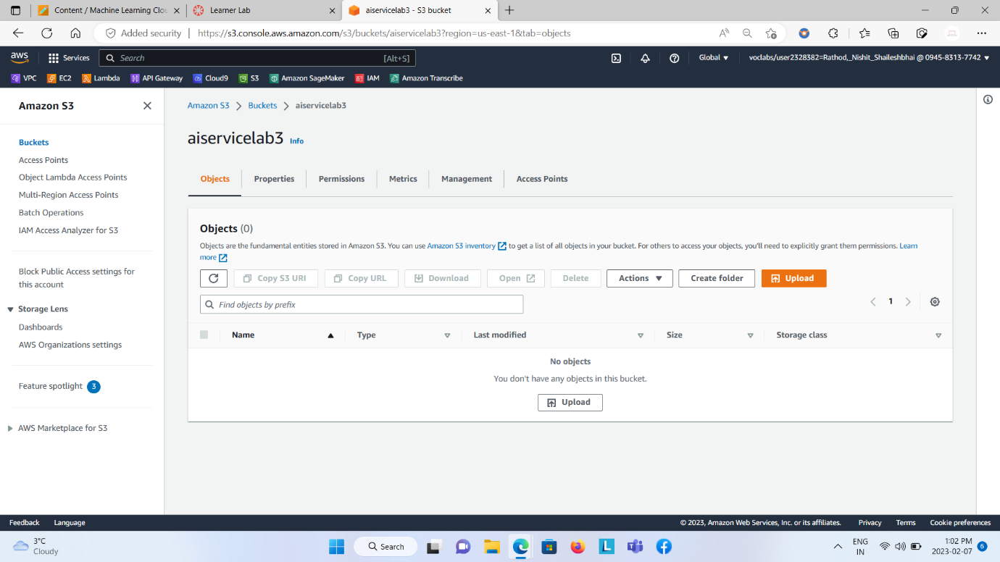 Content / Machine Learning Clou
Learner Lab
aiservicelab3 - S3 bucket
Added security
https://s3.console.aws.amazon.com/s3/buckets/aiservicelab3?region=us-east-1&tab=objects
aws
Services
Search
[Alt+S]
Global
voclabs/user2328382=Rathod,_Nishit_Shaileshbhai @ 0945-8313-7742
VPC EC2 Lambda API Gateway Cloud9 S3 Amazon SageMaker IAM Amazon Transcribe
Amazon S3
Buckets
Access Points
Object Lambda Access Points
Multi-Region Access Points
Batch Operations
IAM Access Analyzer for S3
Block Public Access settings for
this account
Storage Lens
Dashboards
AWS Organizations settings
Feature spotlight 3
AWS Marketplace for S3
Amazon S3 > Buckets > aiservicelab3
aiservicelab3 Info
Objects Properties Permissions Metrics Management Access Points
Objects (0)
Objects are the fundamental entities stored in Amazon S3. You can use Amazon S3 inventory to get a list of all objects in your bucket. For others to access your objects, you'll need to explicitly grant them permissions. Learn
more
Copy S3 URI Copy URL Download Open Delete Actions Create folder Upload
Find objects by prefix
1
Name Type Last modified Size Storage class
No objects
You don't have any objects in this bucket.
Upload
Feedback Language
© 2023, Amazon Web Services, Inc. or its affiliates. Privacy Terms Cookie preferences
3°C
Cloudy
Search
L
ENG
IN
1:02 PM
2023-02-07
6